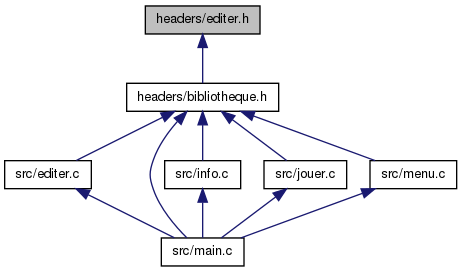 headers/editer.h
headers/bibliotheque.h
src/editer.c
src/info.c
src/jouer.c
src/menu.c
src/main.c